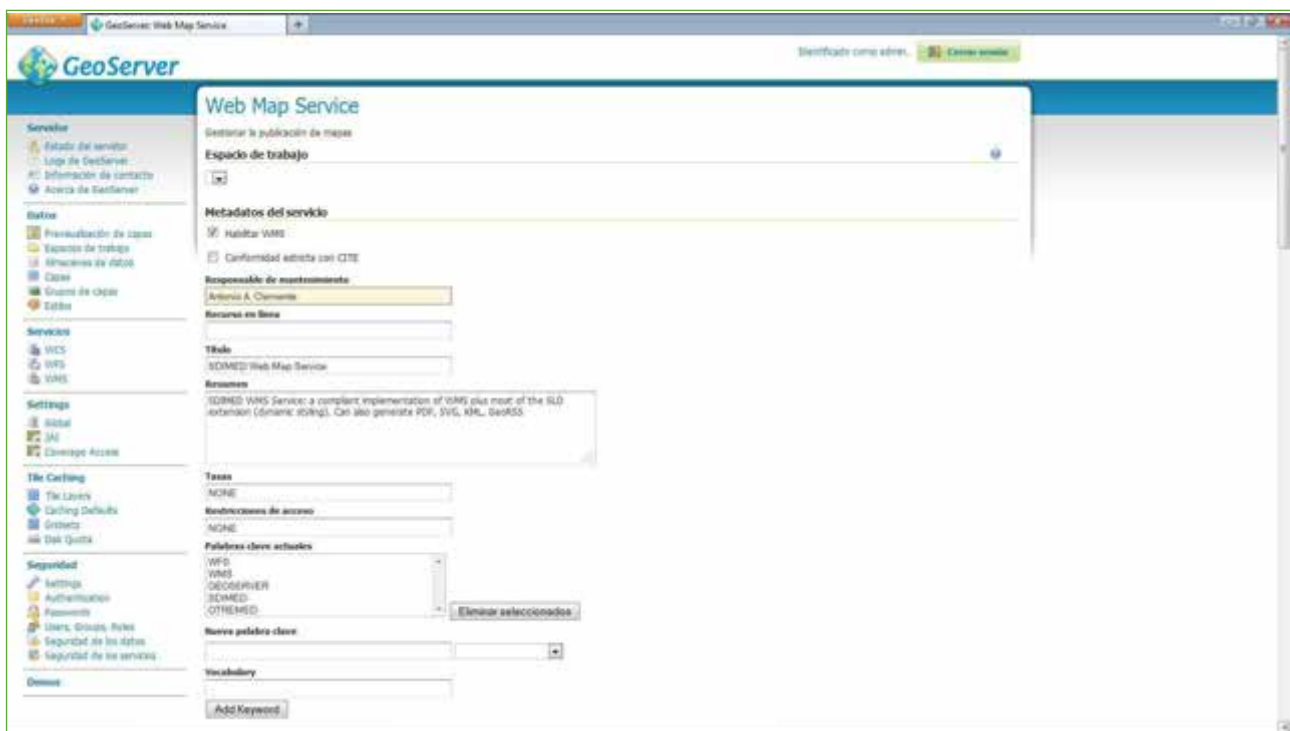 GeoServer: Web Map Service
GeoServer
Identificado como admin.
Cerrar sesión
Servidor
Estado del servidor
Logs de GeoServer
Información de contacto
Acerca de GeoServer
Datos
Previsualización de capas
Espacios de trabajo
Almacenes de datos
Capas
Grupos de capas
Estilos
Servicios
WCS
WFS
WMS
Settings
Global
JAI
Coverage Access
Tile Caching
Tile Layers
Caching Defaults
Gridsets
Disk Quota
Seguridad
Settings
Authentication
Passwords
Users, Groups, Roles
Seguridad de los datos
Seguridad de los servicios
Demos
Web Map Service
Gestionar la publicación de mapas
Espacio de trabajo
Metadatos del servicio
Habilitar WMS
Conformidad estricta con CITE
Responsable de mantenimiento
Antonio A. Clemente
Recurso en línea
Título
SDIMED Web Map Service
Resumen
SDIMED WMS Service: a compliant implementation of WMS plus most of the SLD
extension (dynamic styling). Can also generate PDF, SVG, KML, GeoRSS
Tasas
NONE
Restricciones de acceso
NONE
Palabras clave actuales
WFS
WMS
GEOSERVER
SDIMED
OTREMED
Eliminar seleccionados
Nueva palabra clave
Vocabulary
Add Keyword